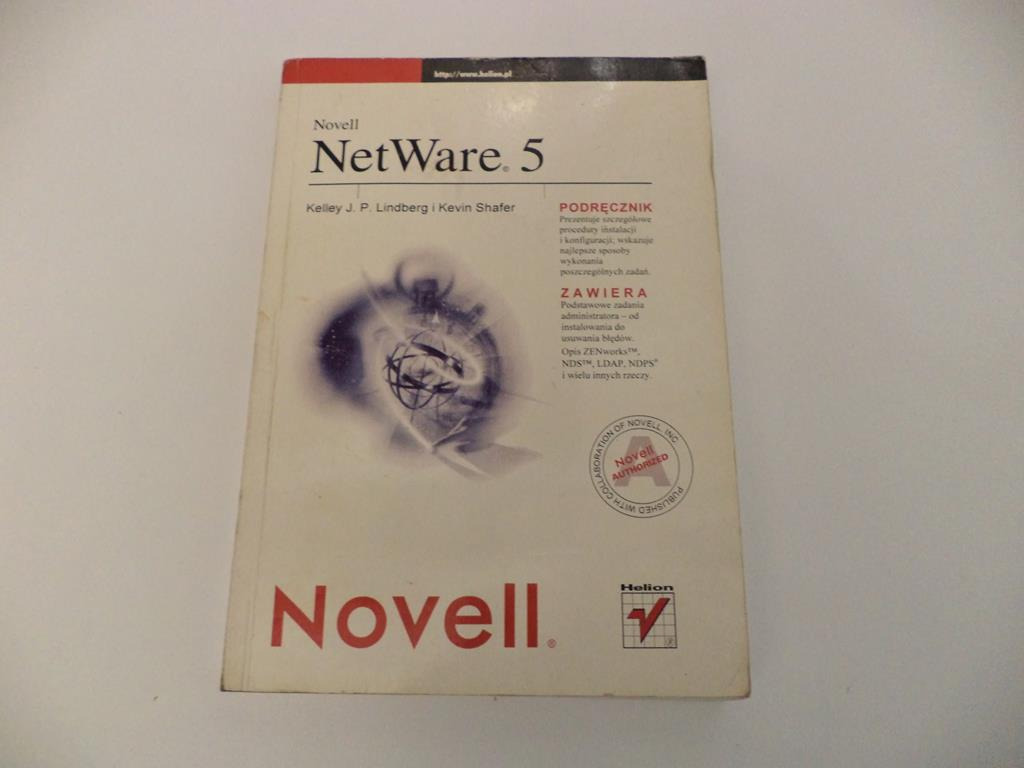 http://www.helion.pl
Novell
NetWare® 5
Kelley J. P. Lindberg i Kevin Shafer
PODRĘCZNIK
Prezentuje szczegółowe
procedury instalacji
i konfiguracji; wskazuje
najlepsze sposoby
wykonania
poszczególnych zadań.
ZAWIERA
Podstawowe zadania
administratora – od
instalowania do
usuwania błędów.
Opis ZENworks™,
NDS™, LDAP, NDPS®
i wielu innych rzeczy.
PUBLISHED WITH COLLABORATION OF NOVELL, INC
A
Novell
AUTHORIZED
Novell®
Helion